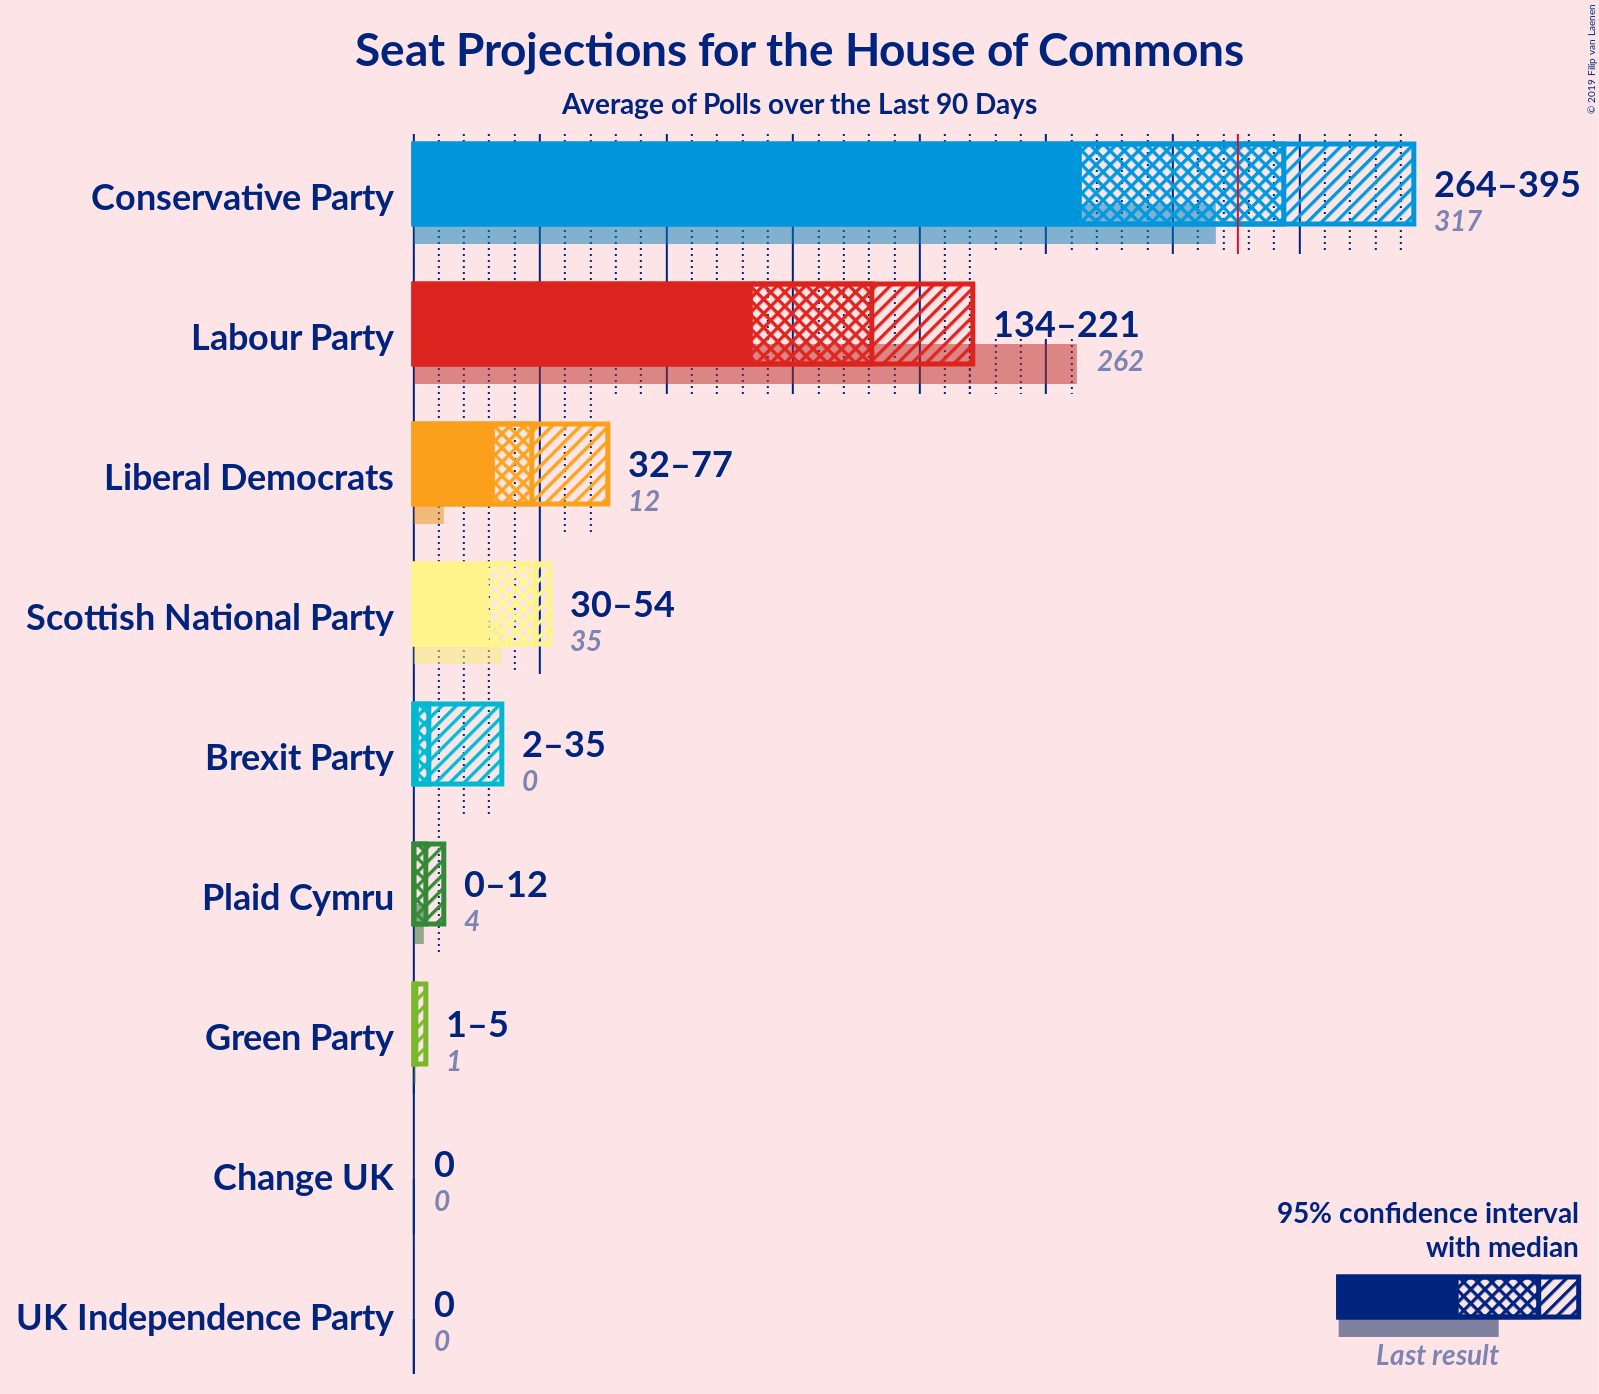 Seat Projections for the House of Commons
Average of Polls over the Last 90 Days
© 2019 Filip van Laenen
Conservative Party
264–395
317
Labour Party
134–221
262
Liberal Democrats
32–77
12
Scottish National Party
30–54
35
Brexit Party
2–35
0
Plaid Cymru
0–12
4
Green Party
1–5
1
Change UK
0
0
UK Independence Party
0
0
95% confidence interval
with median
Last result